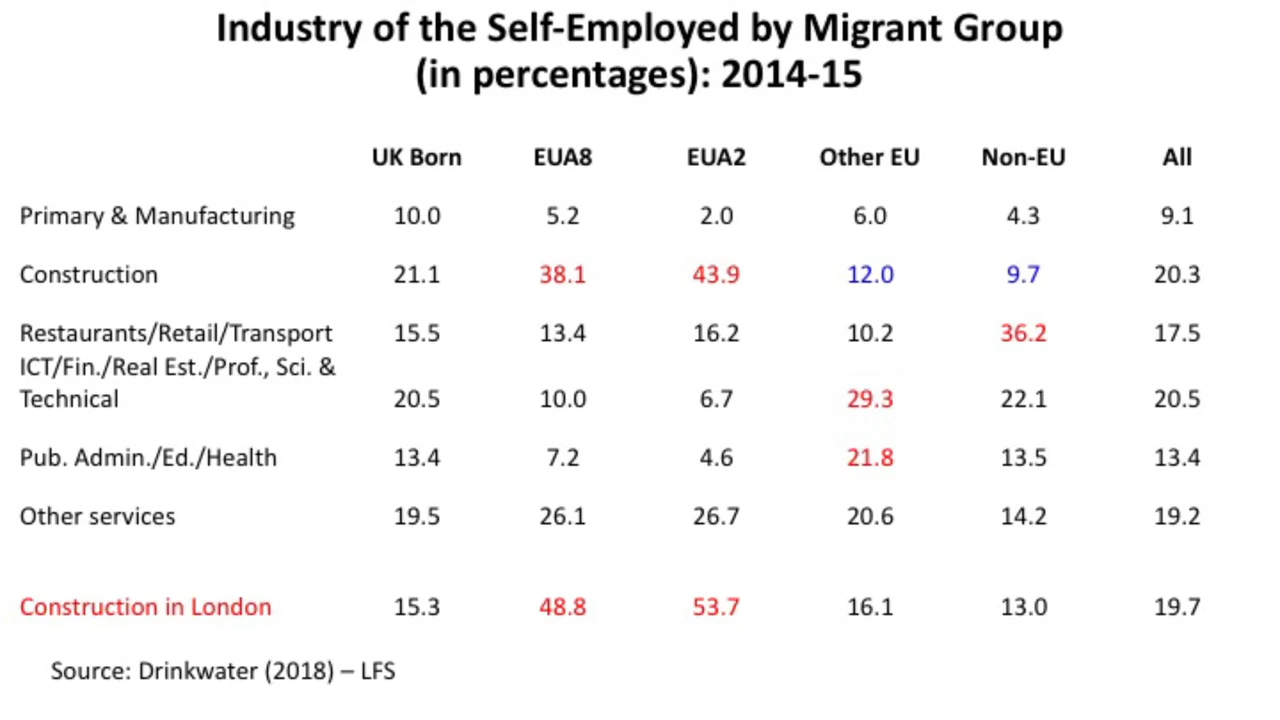 Industry of the Self-Employed by Migrant Group
(in percentages): 2014-15
UK Born EUA8 EUA2 Other EU Non-EU All
Primary & Manufacturing 10.0 5.2 2.0 6.0 4.3 9.1
Construction 21.1 38.1 43.9 12.0 9.7 20.3
Restaurants/Retail/Transport 15.5 13.4 16.2 10.2 36.2 17.5
ICT/Fin./Real Est./Prof., Sci. &
Technical 20.5 10.0 6.7 29.3 22.1 20.5
Pub. Admin./Ed./Health 13.4 7.2 4.6 21.8 13.5 13.4
Other services 19.5 26.1 26.7 20.6 14.2 19.2
Construction in London 15.3 48.8 53.7 16.1 13.0 19.7
Source: Drinkwater (2018) – LFS